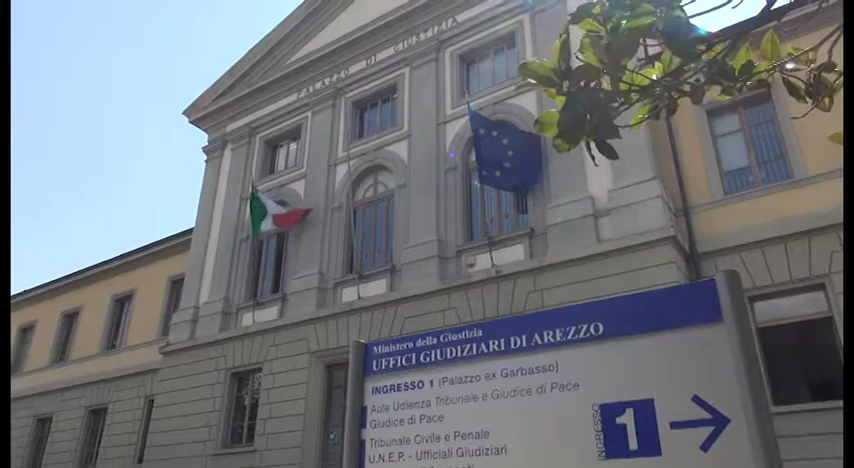 PALAZZO DI GIUSTIZIA
Ministero della Giustizia
UFFICI GIUDIZIARI DI AREZZO
INGRESSO 1 (Palazzo ex Garbasso)
Aule Udienza Tribunale e Giudice di Pace
Giudice di Pace
Tribunale Civile e Penale
U.N.E.P. - Ufficiali Giudiziari
INGRESSO 1